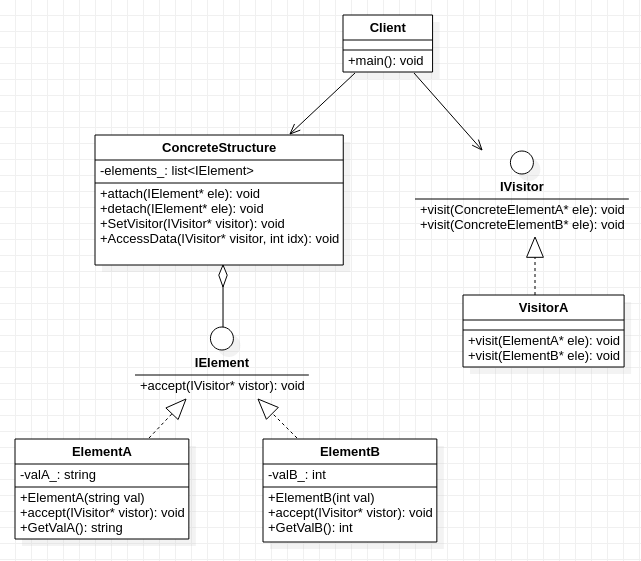 Client
+main(): void
ConcreteStructure
-elements_: list<IElement>
+attach(IElement* ele): void
+detach(IElement* ele): void
+SetVisitor(IVisitor* visitor): void
+AccessData(IVisitor* visitor, int idx): void
IVisitor
+visit(ConcreteElementA* ele): void
+visit(ConcreteElementB* ele): void
VisitorA
+visit(ElementA* ele): void
+visit(ElementB* ele): void
IElement
+accept(IVisitor* vistor): void
ElementA
-valA_: string
+ElementA(string val)
+accept(IVisitor* vistor): void
+GetValA(): string
ElementB
-valB_: int
+ElementB(int val)
+accept(IVisitor* vistor): void
+GetValB(): int